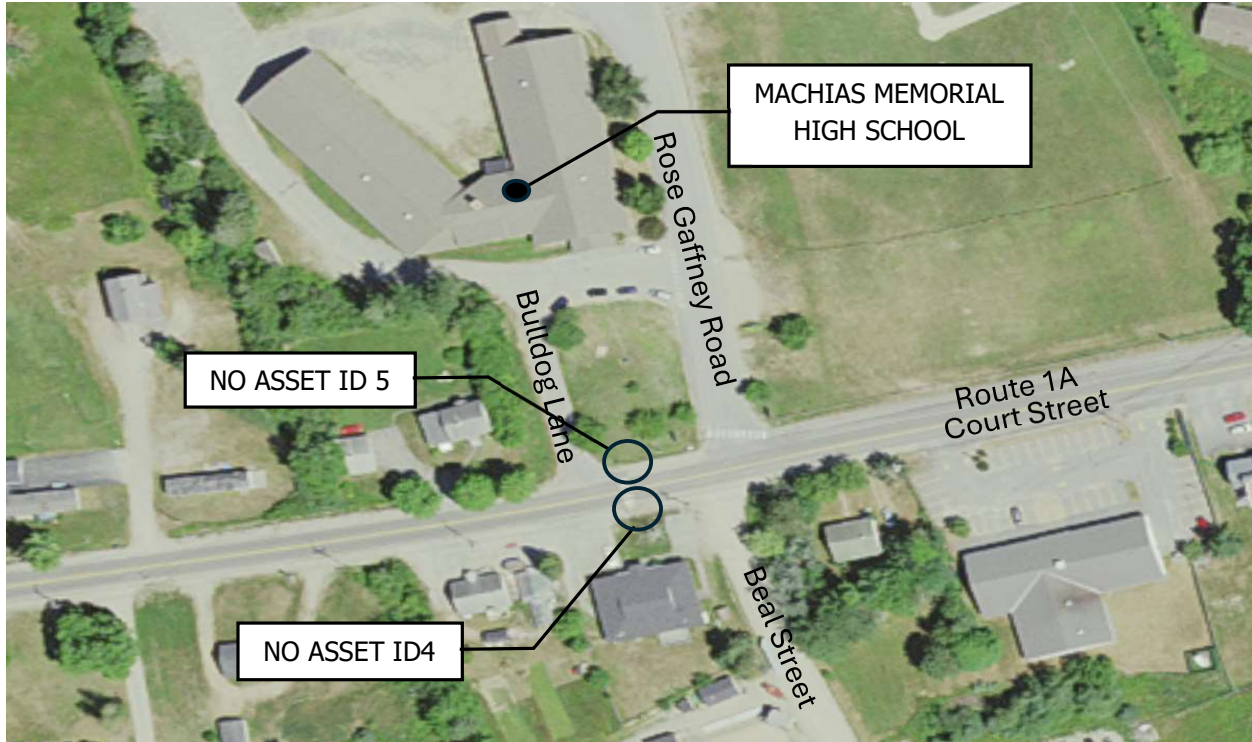 MACHIAS MEMORIAL
HIGH SCHOOL
Rose Gaffney Road
Bulldog Lane
NO ASSET ID 5
Route 1A
Court Street
NO ASSET ID4
Beal Street